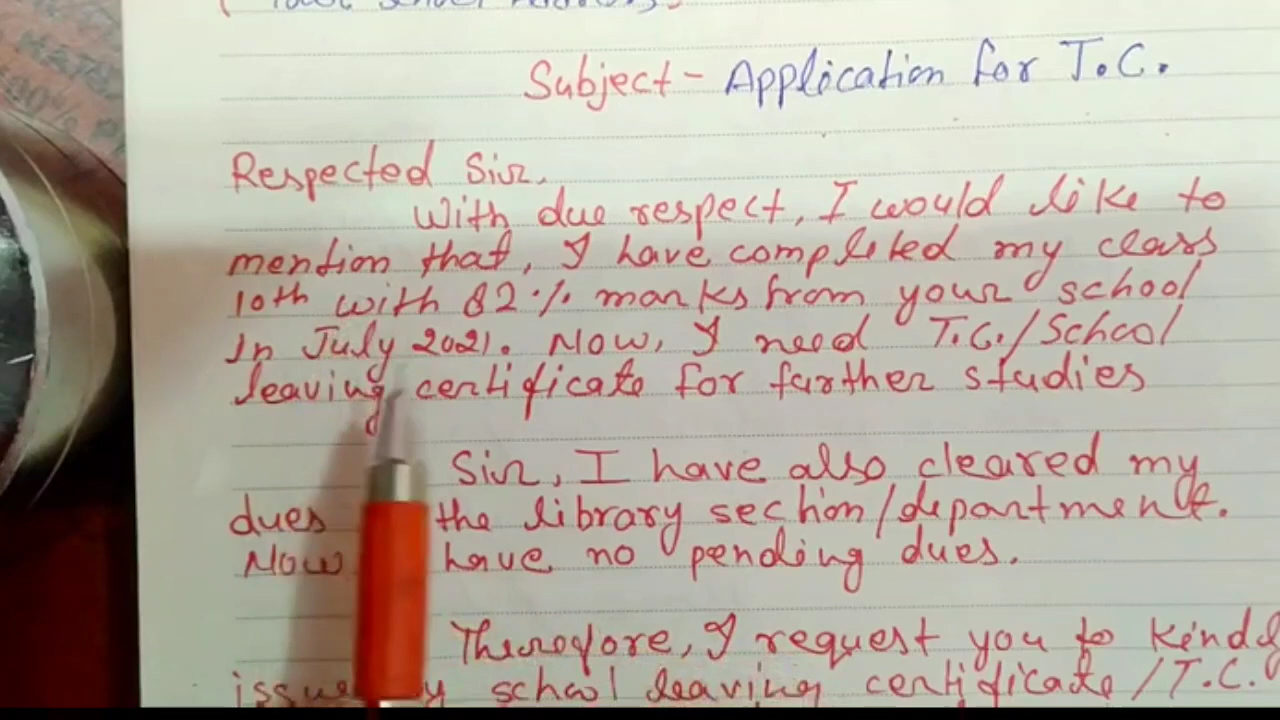 Subject - Application for T.C.
Respected Sir,
With due respect, I would like to
mention that, I have completed my class
10th with 82% marks from your school
in July 2021. Now, I need T.C./School
leaving certificate for further studies
Sir, I have also cleared my
dues the library section/department.
Now have no pending dues.
Therefore, I request you to kindly
issue school leaving certificate/T.C.